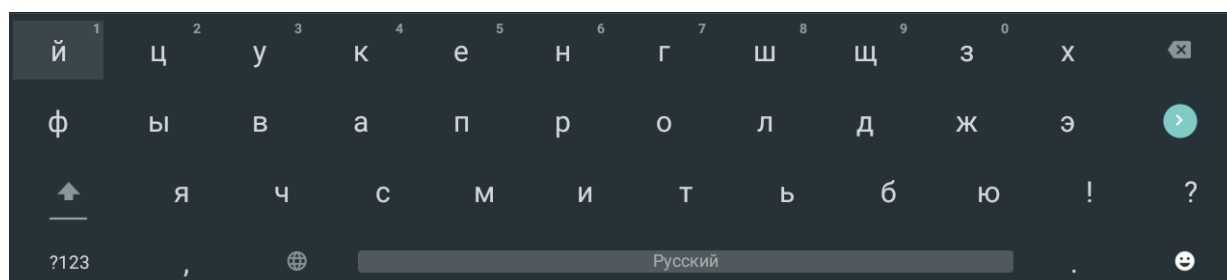 й 1 ц 2 у 3 к 4 е 5 н 6 г 7 ш 8 щ 9 з 0 х
ф ы в а п р о л д ж э
я ч с м и т ь б ю ! ?
?123 , Русский .